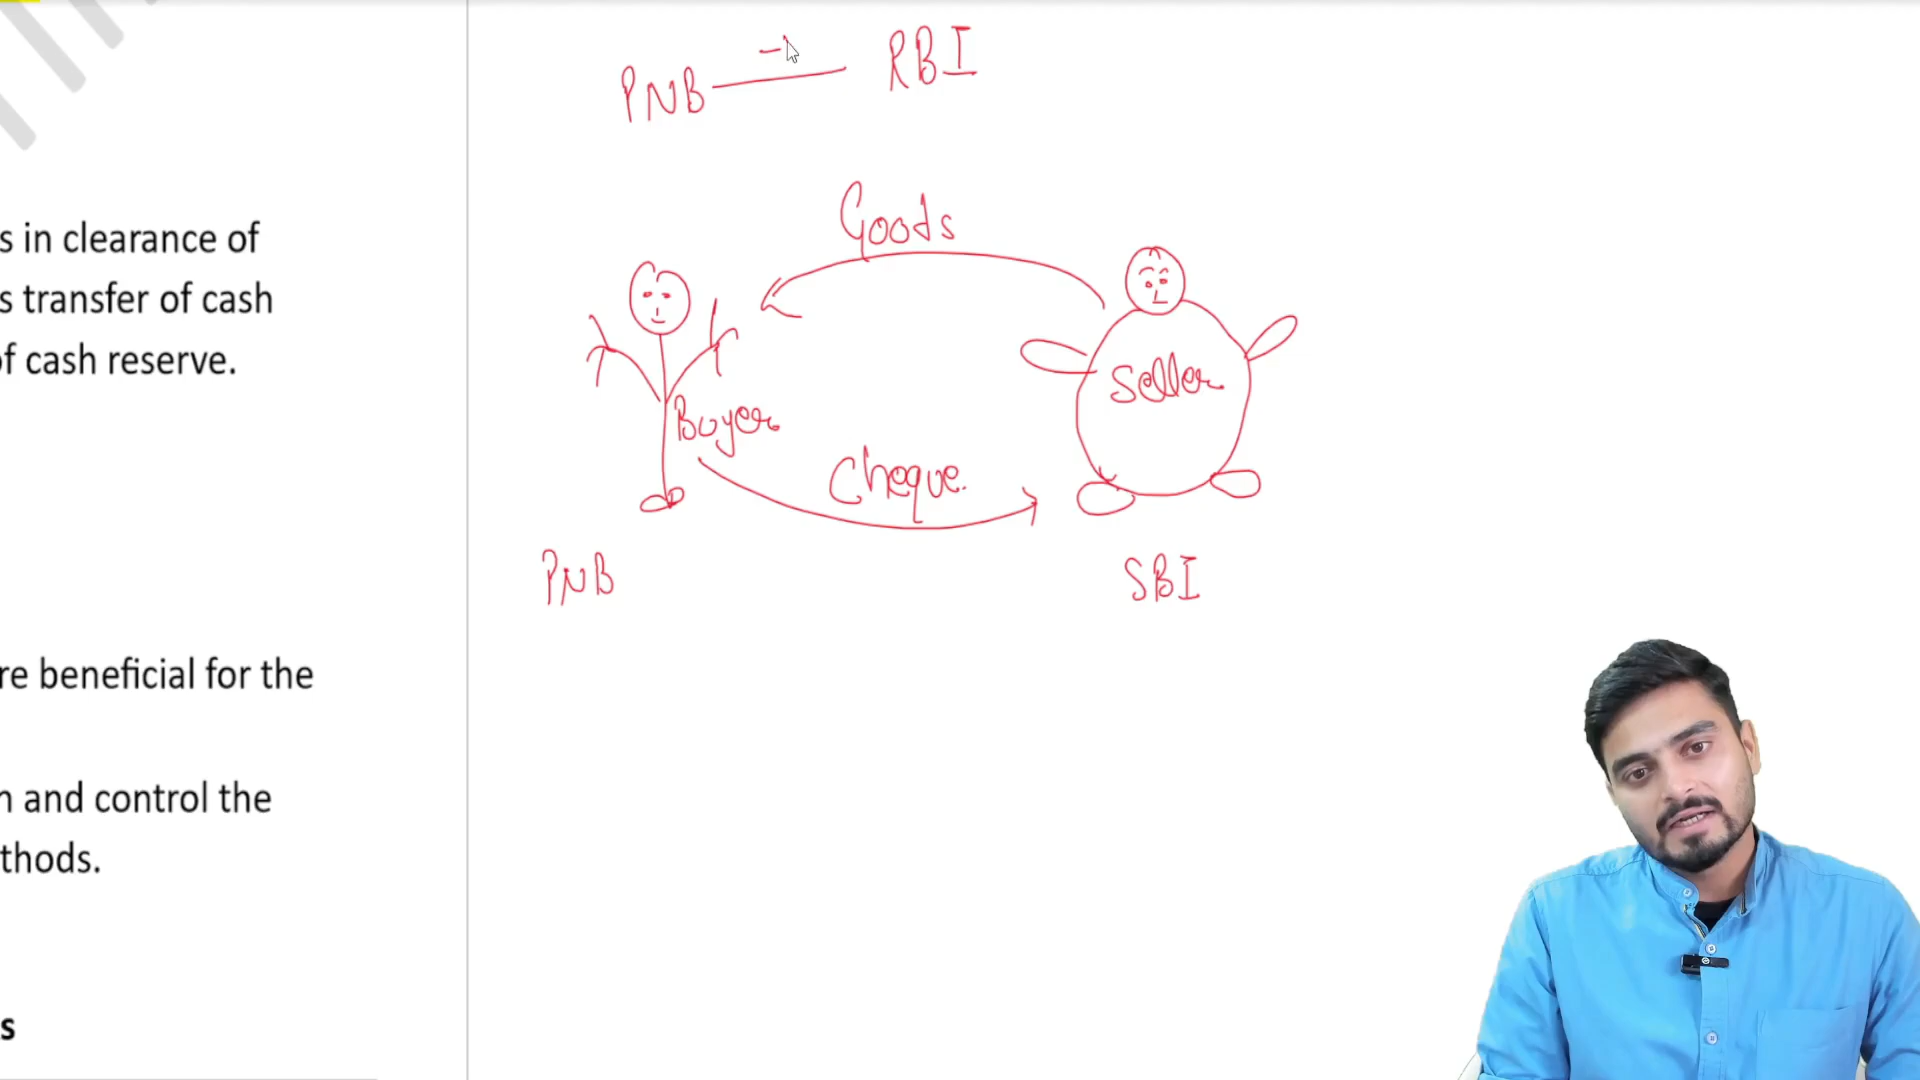 PNB RBI
Goods
Seller
Buyer
Cheque.
PNB SBI
s in clearance of
s transfer of cash
of cash reserve.
re beneficial for the
n and control the
thods.
s